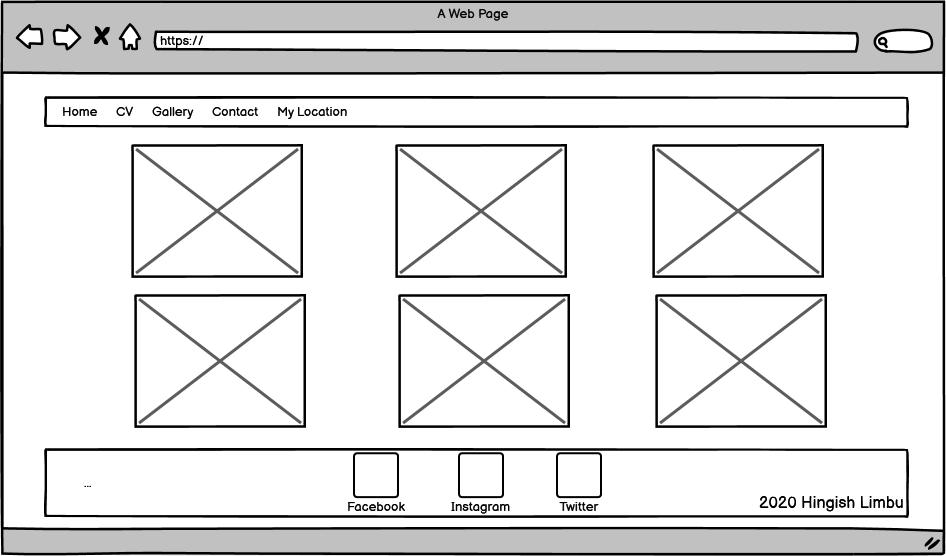 A Web Page
https://
Home CV Gallery Contact My Location
...
Facebook Instagram Twitter
2020 Hingish Limbu